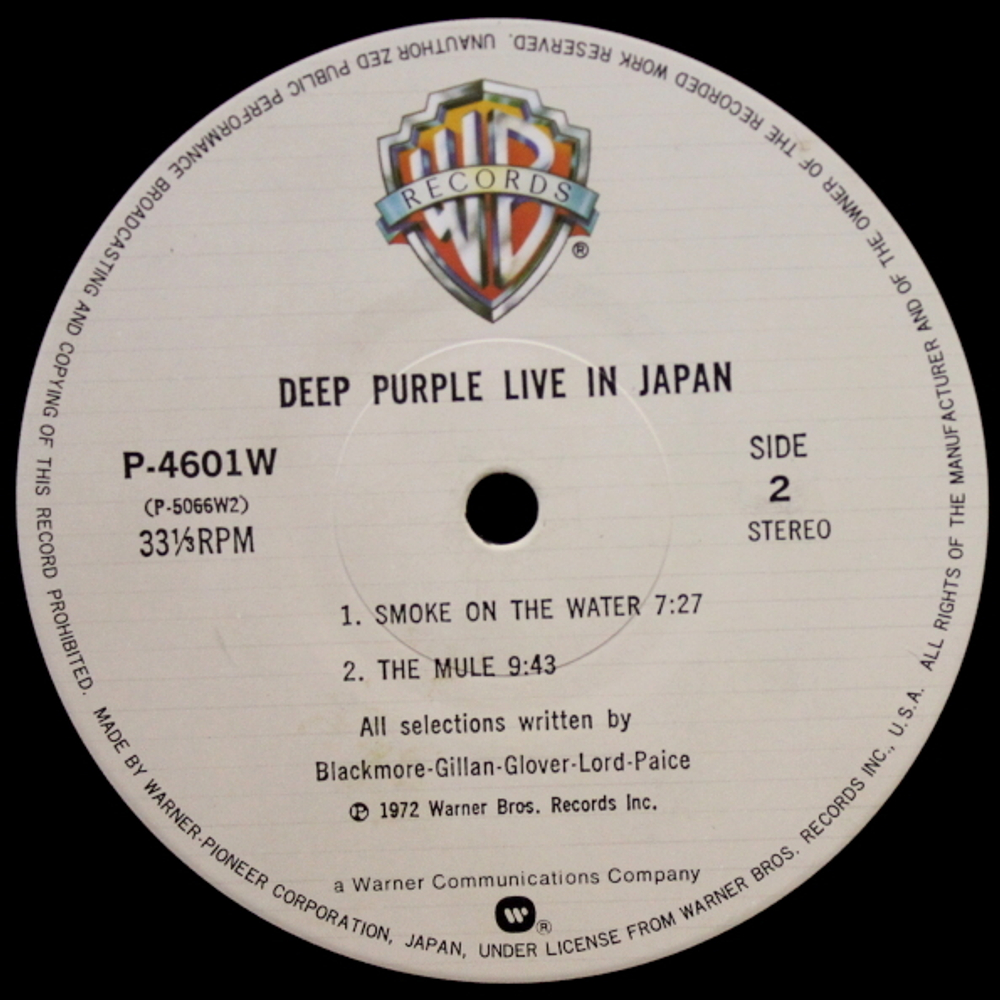 WB
RECORDS
®
DEEP PURPLE LIVE IN JAPAN
P-4601W
(P-5066W2)
33⅓RPM
SIDE
2
STEREO
1. SMOKE ON THE WATER 7:27
2. THE MULE 9:43
All selections written by
Blackmore-Gillan-Glover-Lord-Paice
℗ 1972 Warner Bros. Records Inc.
a Warner Communications Company
W®
MADE BY WARNER-PIONEER CORPORATION, JAPAN, UNDER LICENSE FROM WARNER BROS. RECORDS INC., U.S.A. ALL RIGHTS OF THE MANUFACTURER AND OF THE OWNER OF THE RECORDED WORK RESERVED. UNAUTHOR ZED PUBLIC PERFORMANCE BROADCASTING AND COPYING OF THIS RECORD PROHIBITED.